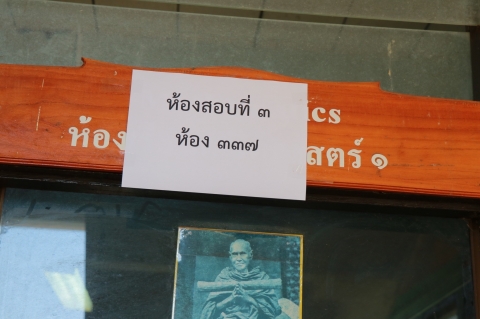 ห้องสอบที่ ๓
ห้อง ๓๓๗
ics
ห้อง สตร์ ๑